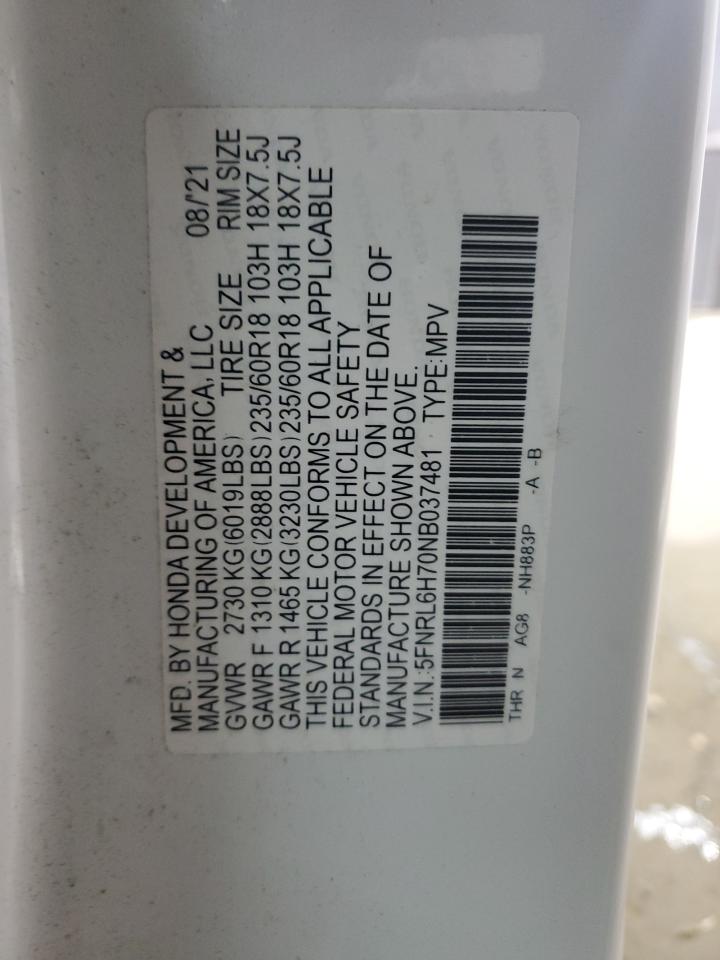 MFD. BY HONDA DEVELOPMENT &
MANUFACTURING OF AMERICA, LLC 08/'21
GVWR 2730 KG(6019LBS) TIRE SIZE RIM SIZE
GAWR F 1310 KG(2888LBS)235/60R18 103H 18X7.5J
GAWR R 1465 KG(3230LBS)235/60R18 103H 18X7.5J
THIS VEHICLE CONFORMS TO ALL APPLICABLE
FEDERAL MOTOR VEHICLE SAFETY
STANDARDS IN EFFECT ON THE DATE OF
MANUFACTURE SHOWN ABOVE.
V.I.N.:5FNRL6H70NB037481 TYPE:MPV
THR N AG8 -NH883P -A -B